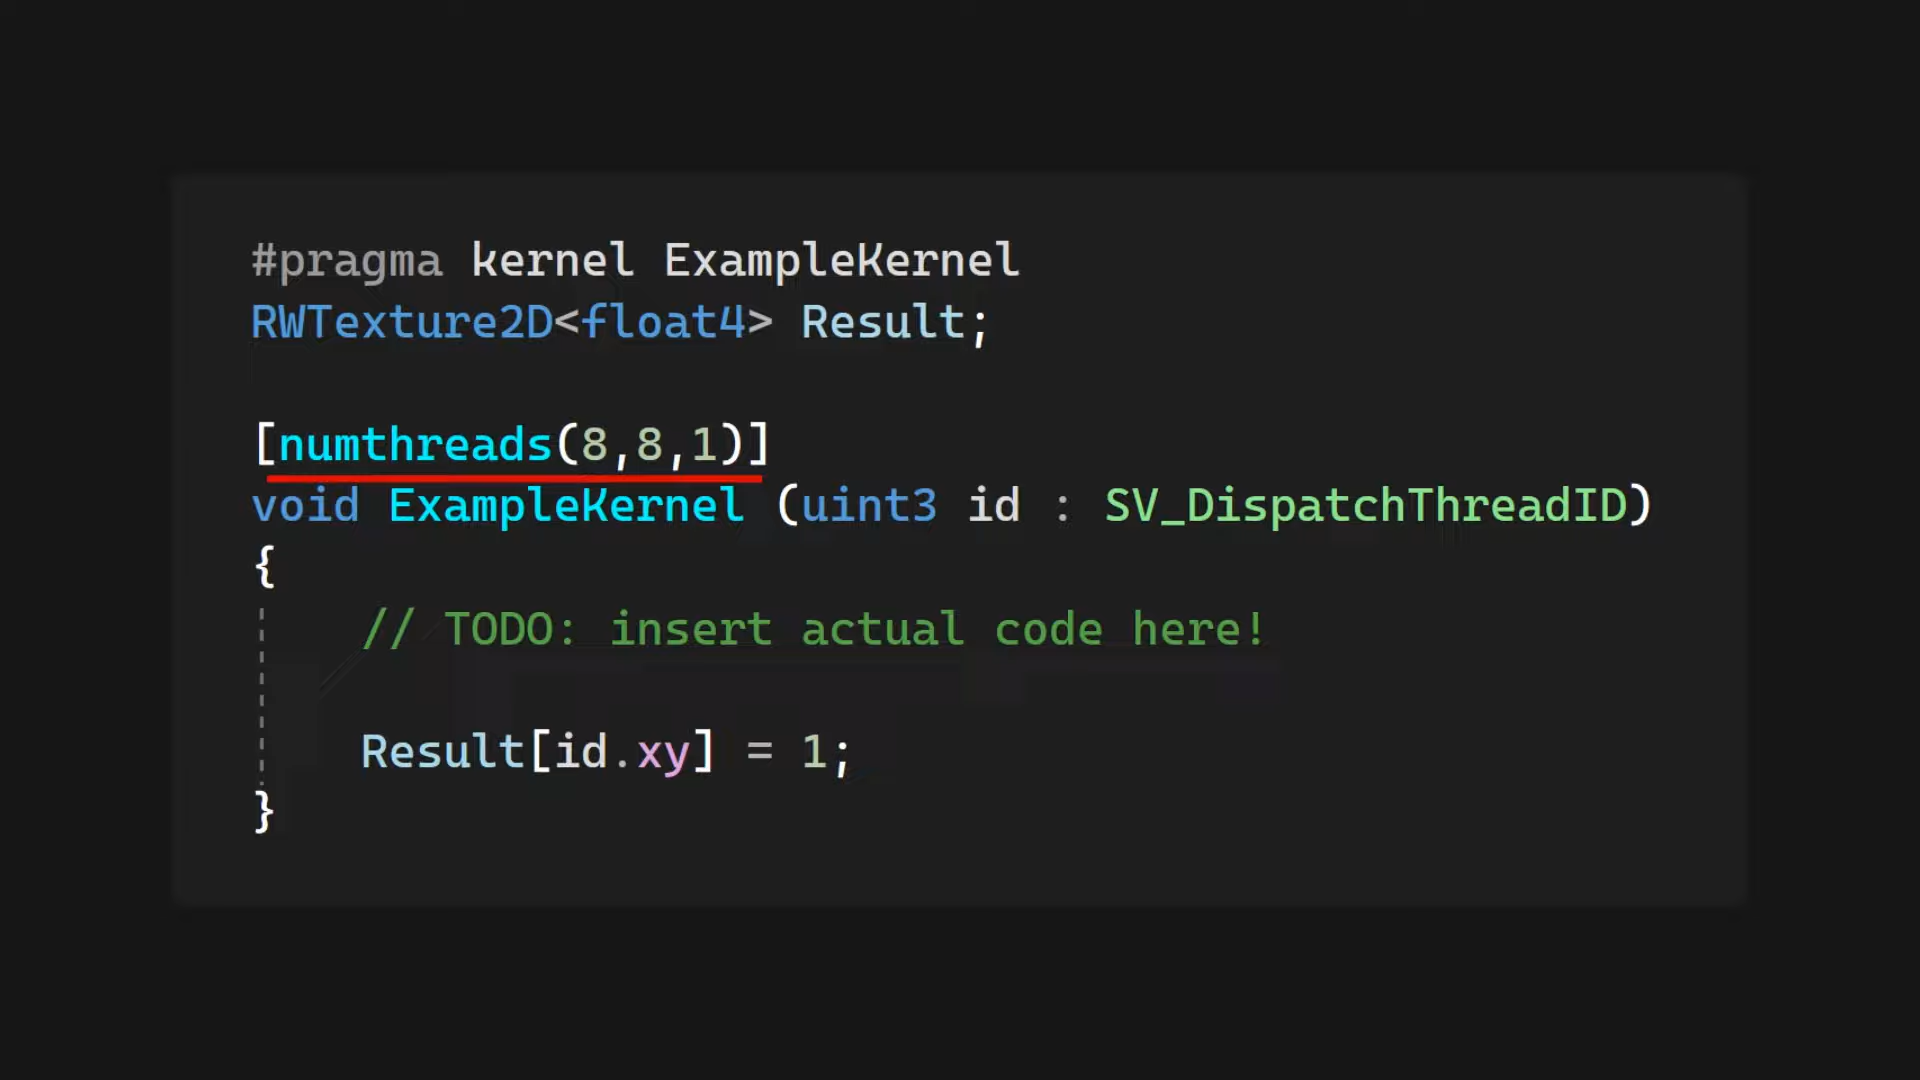 #pragma kernel ExampleKernel
RWTexture2D<float4> Result;
[numthreads(8,8,1)]
void ExampleKernel (uint3 id : SV_DispatchThreadID)
{
// TODO: insert actual code here!
Result[id.xy] = 1;
}